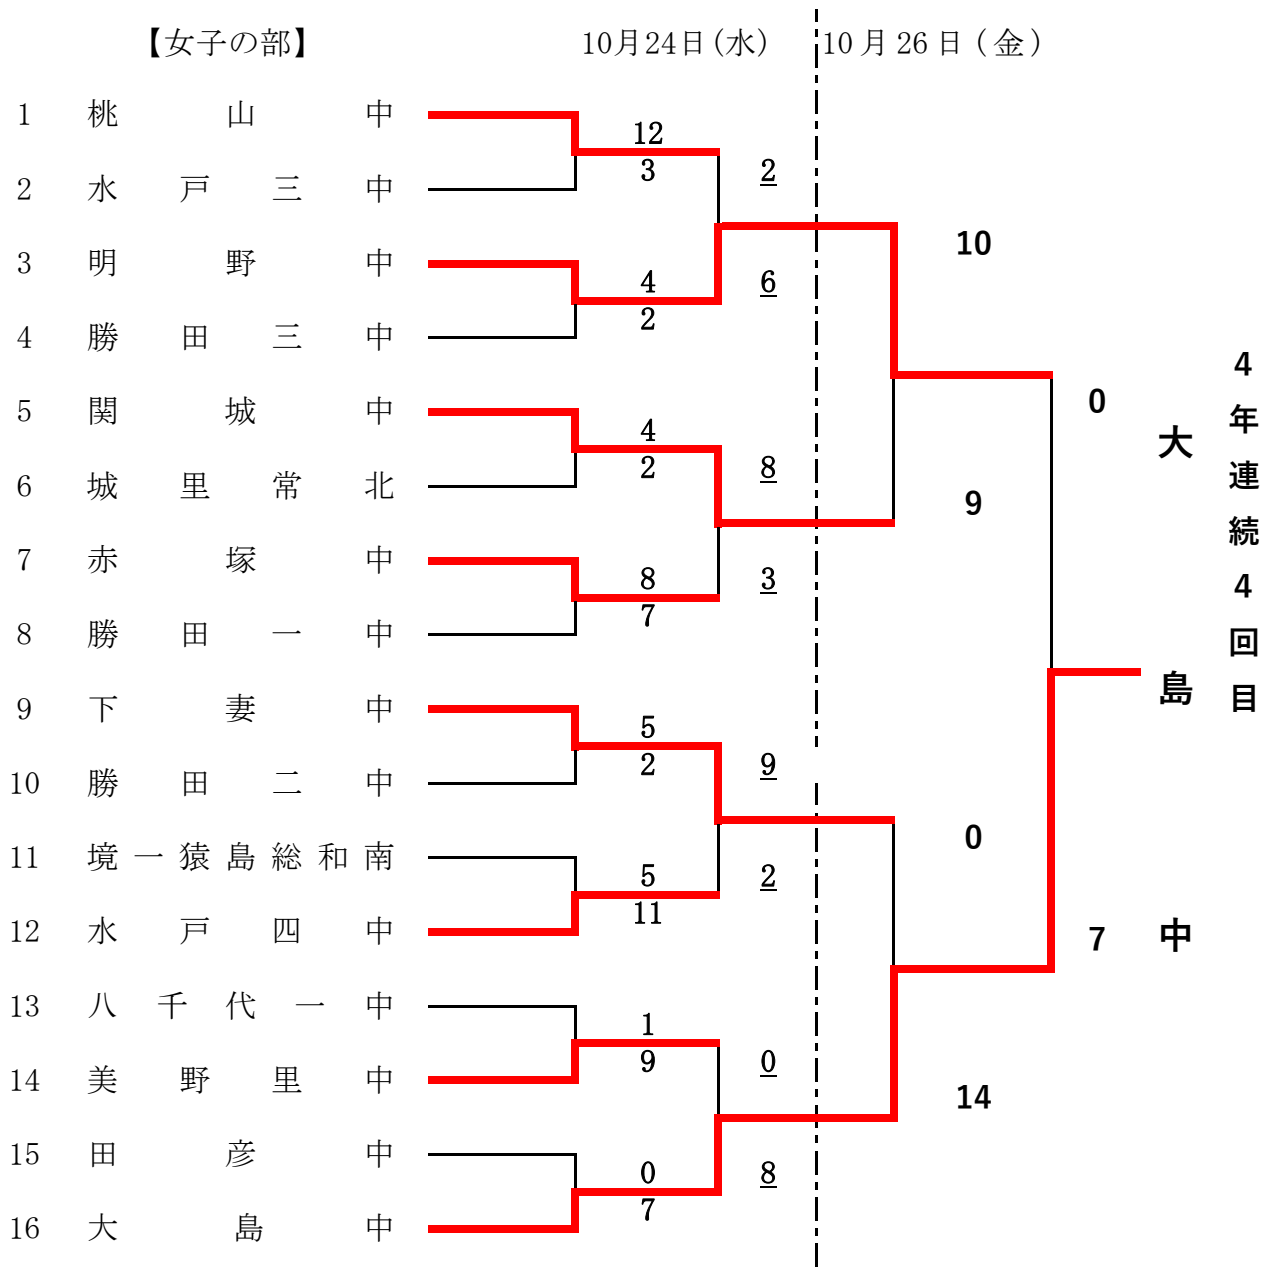 【女子の部】 10月24日(水) 10月26日(金)
1 桃山中
2 水戸三中
3 明野中
4 勝田三中
5 関城中
6 城里常北
7 赤塚中
8 勝田一中
9 下妻中
10 勝田二中
11 境一猿島総和南
12 水戸四中
13 八千代一中
14 美野里中
15 田彦中
16 大島中
12
3
4
2
4
2
8
7
5
2
5
11
1
9
0
7
2
6
8
3
9
2
0
8
10
9
0
14
0
7
大島中
4年連続4回目